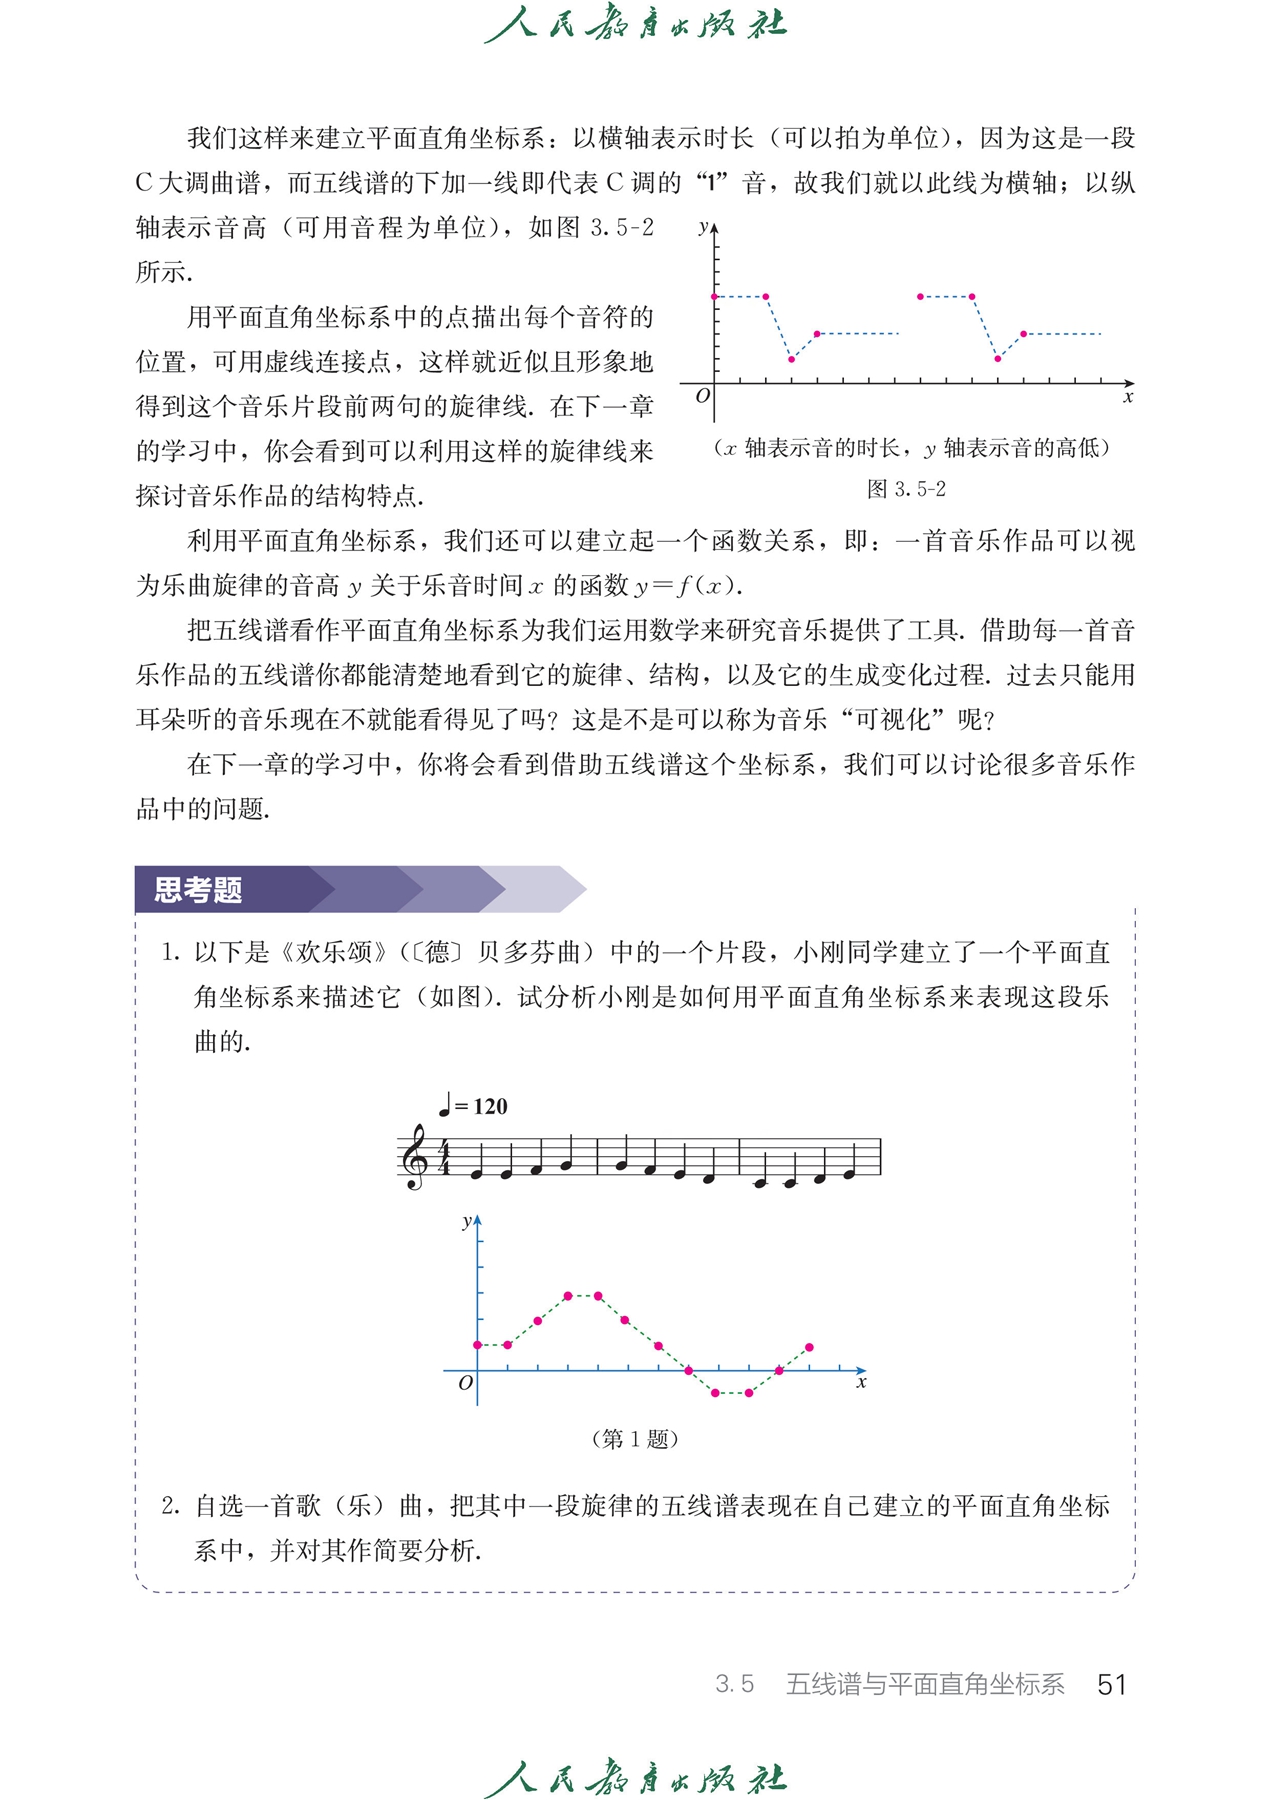 人民教育出版社
我们这样来建立平面直角坐标系：以横轴表示时长（可以拍为单位），因为这是一段
C 大调曲谱，而五线谱的下加一线即代表 C 调的“1”音，故我们就以此线为横轴；以纵
轴表示音高（可用音程为单位），如图 3.5-2
所示.
用平面直角坐标系中的点描出每个音符的
位置，可用虚线连接点，这样就近似且形象地
得到这个音乐片段前两句的旋律线. 在下一章
的学习中，你会看到可以利用这样的旋律线来
探讨音乐作品的结构特点.
y
O
x
（x 轴表示音的时长，y 轴表示音的高低）
图 3.5-2
利用平面直角坐标系，我们还可以建立起一个函数关系，即：一首音乐作品可以视
为乐曲旋律的音高 y 关于乐音时间 x 的函数 y＝f(x).
把五线谱看作平面直角坐标系为我们运用数学来研究音乐提供了工具. 借助每一首音
乐作品的五线谱你都能清楚地看到它的旋律、结构，以及它的生成变化过程. 过去只能用
耳朵听的音乐现在不就能看得见了吗？这是不是可以称为音乐“可视化”呢？
在下一章的学习中，你将会看到借助五线谱这个坐标系，我们可以讨论很多音乐作
品中的问题.
思考题
1. 以下是《欢乐颂》（〔德〕贝多芬曲）中的一个片段，小刚同学建立了一个平面直
角坐标系来描述它（如图）. 试分析小刚是如何用平面直角坐标系来表现这段乐
曲的.
♩= 120
4
4
y
O
x
（第 1 题）
2. 自选一首歌（乐）曲，把其中一段旋律的五线谱表现在自己建立的平面直角坐标
系中，并对其作简要分析.
3.5 五线谱与平面直角坐标系 51
人民教育出版社